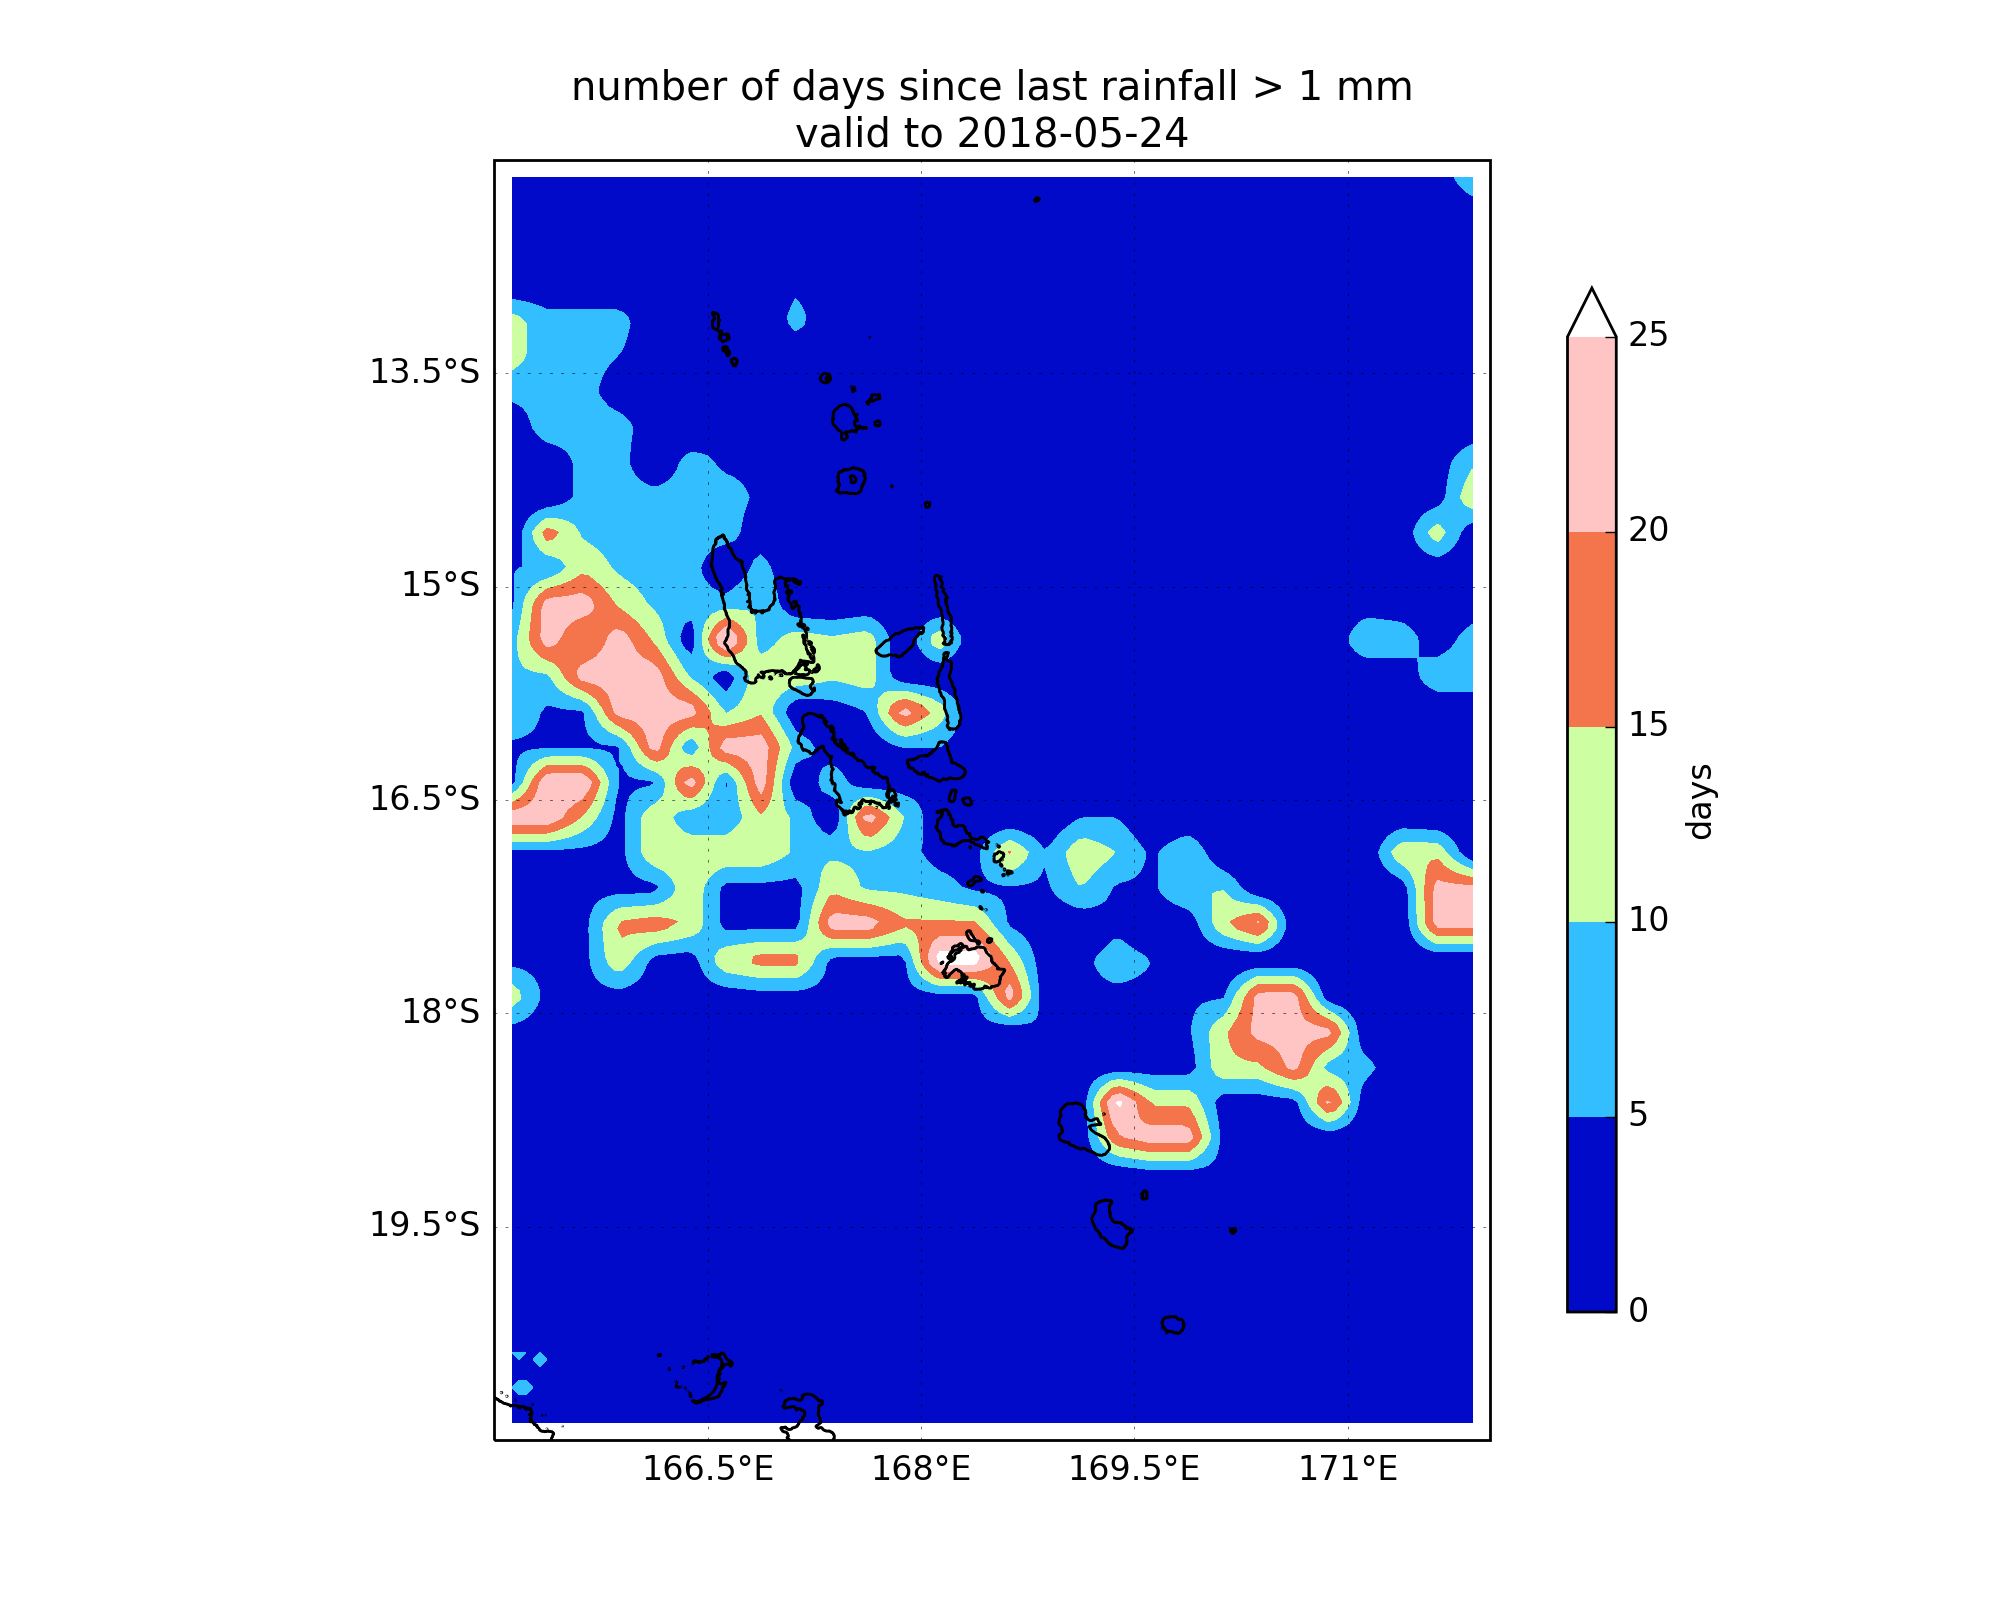 number of days since last rainfall > 1 mm
valid to 2018-05-24
13.5°S
15°S
16.5°S
18°S
19.5°S
166.5°E
168°E
169.5°E
171°E
25
20
15
10
5
0
days